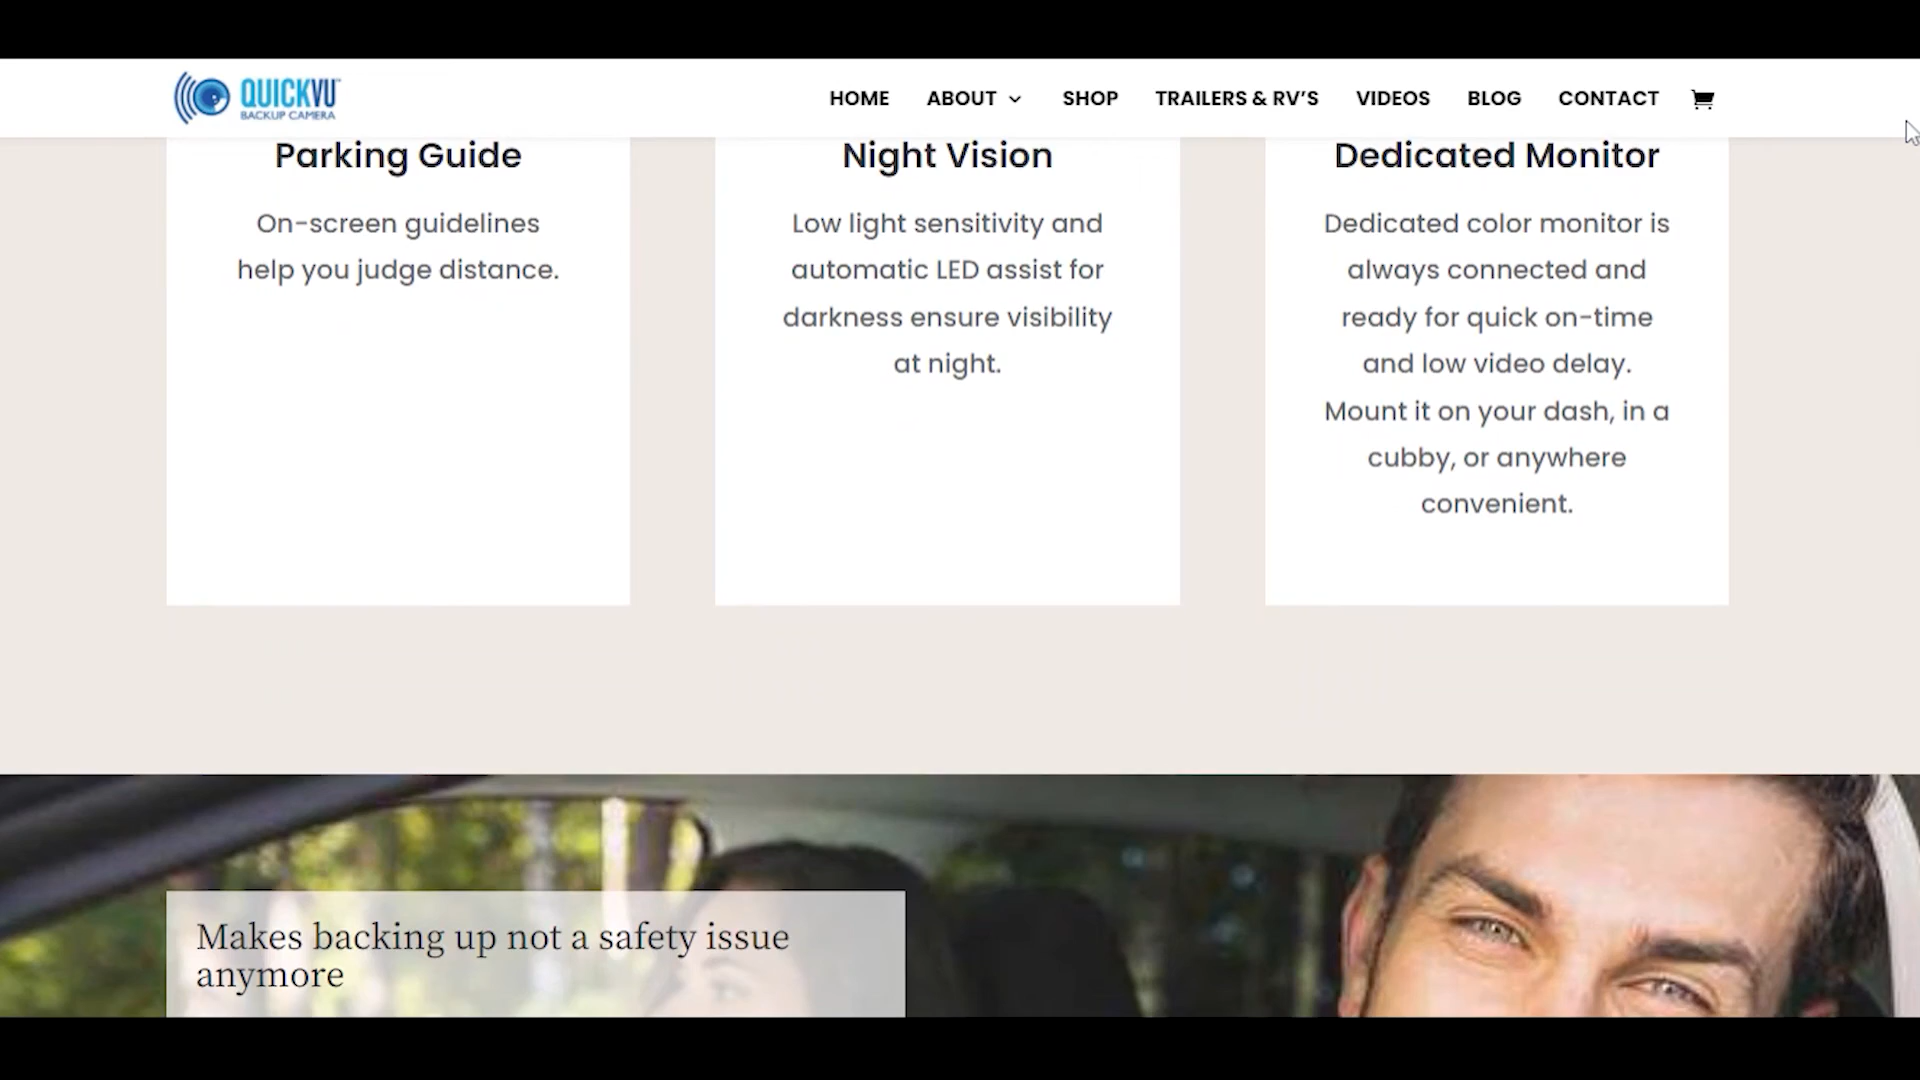 QUICKVU
BACKUP CAMERA
HOME ABOUT SHOP TRAILERS & RV'S VIDEOS BLOG CONTACT
Parking Guide
On-screen guidelines
help you judge distance.
Night Vision
Low light sensitivity and
automatic LED assist for
darkness ensure visibility
at night.
Dedicated Monitor
Dedicated color monitor is
always connected and
ready for quick on-time
and low video delay.
Mount it on your dash, in a
cubby, or anywhere
convenient.
Makes backing up not a safety issue
anymore